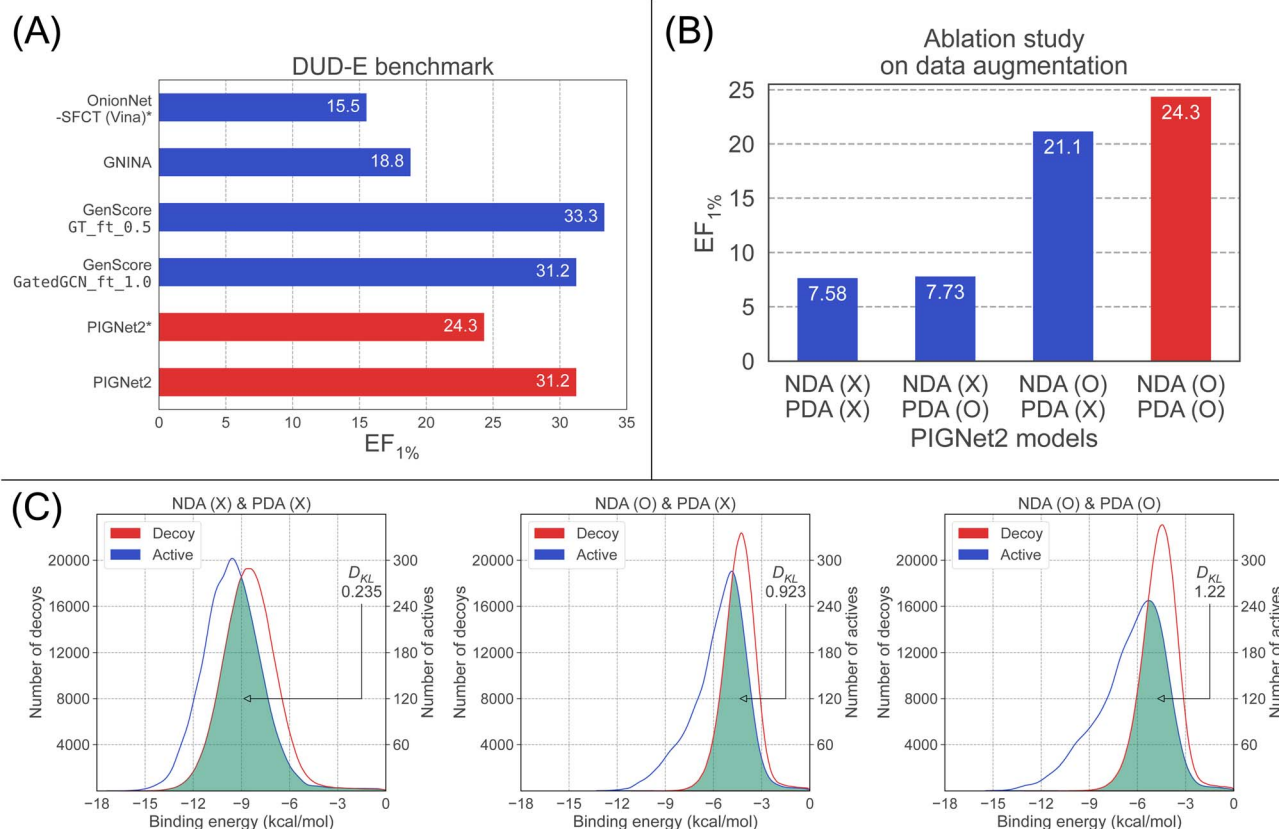 (A)
DUD-E benchmark
OnionNet
-SFCT (Vina)*
15.5
GNINA
18.8
GenScore
GT_ft_0.5
33.3
GenScore
GatedGCN_ft_1.0
31.2
PIGNet2*
24.3
PIGNet2
31.2
0 5 10 15 20 25 30 35
EF1%
(B)
Ablation study
on data augmentation
EF1%
25
20
15
10
5
0
7.58
7.73
21.1
24.3
NDA (X) NDA (X) NDA (O) NDA (O)
PDA (X) PDA (O) PDA (X) PDA (O)
PIGNet2 models
(C)
NDA (X) & PDA (X)
Decoy
Active
DKL
0.235
Number of decoys
20000
16000
12000
8000
4000
Number of actives
300
240
180
120
60
−18 −15 −12 −9 −6 −3 0
Binding energy (kcal/mol)
NDA (O) & PDA (X)
Decoy
Active
DKL
0.923
Number of decoys
20000
16000
12000
8000
4000
Number of actives
300
240
180
120
60
−18 −15 −12 −9 −6 −3 0
Binding energy (kcal/mol)
NDA (O) & PDA (O)
Decoy
Active
DKL
1.22
Number of decoys
20000
16000
12000
8000
4000
Number of actives
300
240
180
120
60
−18 −15 −12 −9 −6 −3 0
Binding energy (kcal/mol)